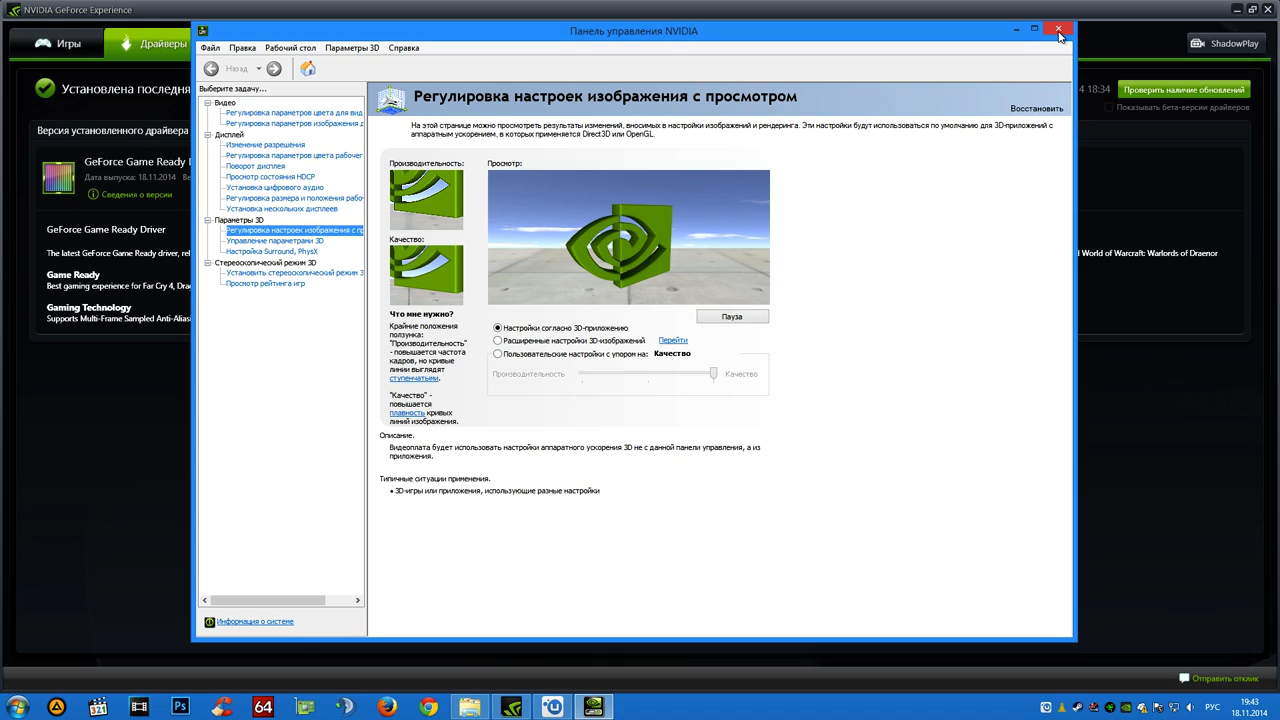 NVIDIA GeForce Experience
Игры
Драйверы
ShadowPlay
Установлена последня
4 18:34
Проверить наличие обновлений
Показывать бета-версии драйверов
Версия установленного драйвера
GeForce Game Ready
Дата выпуска: 18.11.2014
Сведения о версии
GeForce Game Ready Driver
The latest GeForce Game Ready driver, rel
d World of Warcraft: Warlords of Draenor
Game Ready
Best gaming experience for Far Cry 4, Dra
Gaming Technology
Supports Multi-Frame Sampled Anti-Alias
Отправить отклик
Панель управления NVIDIA
Файл Правка Рабочий стол Параметры 3D Справка
Назад
Выберите задачу...
Видео
Регулировка параметров цвета для вид
Регулировка параметров изображения д
Дисплей
Изменение разрешения
Регулировка параметров цвета рабочег
Поворот дисплея
Просмотр состояния HDCP
Установка цифрового аудио
Регулировка размера и положения рабо
Установка нескольких дисплеев
Параметры 3D
Регулировка настроек изображения с пр
Управление параметрами 3D
Настройка Surround, PhysX
Стереоскопический режим 3D
Установить стереоскопический режим 3
Просмотр рейтинга игр
Информация о системе
Регулировка настроек изображения с просмотром
Восстановить
На этой странице можно просмотреть результаты изменений, вносимых в настройки изображений и рендеринга. Эти настройки будут использоваться по умолчанию для 3D-приложений с
аппаратным ускорением, в которых применяется Direct3D или OpenGL.
Производительность:
Просмотр:
Качество:
Что мне нужно?
Крайние положения
ползунка:
"Производительность"
- повышается частота
кадров, но кривые
линии выглядят
ступенчатыми.
"Качество" -
повышается
плавность кривых
линий изображения.
Пауза
Настройки согласно 3D-приложению
Расширенные настройки 3D-изображений Перейти
Пользовательские настройки с упором на: Качество
Производительность Качество
Описание.
Видеоплата будет использовать настройки аппаратного ускорения 3D не с данной панели управления, а из
приложения.
Типичные ситуации применения.
• 3D-игры или приложения, использующие разные настройки
Ps
64
РУС
19:43
18.11.2014